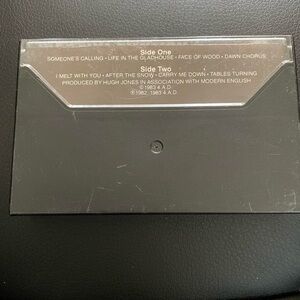 Side One
SOMEONE'S CALLING • LIFE IN THE GLADHOUSE • FACE OF WOOD • DAWN CHORUS
Side Two
I MELT WITH YOU • AFTER THE SNOW • CARRY ME DOWN • TABLES TURNING
PRODUCED BY HUGH JONES IN ASSOCIATION WITH MODERN ENGLISH
©1983 4.A.D.
℗1982, 1983 4.A.D.